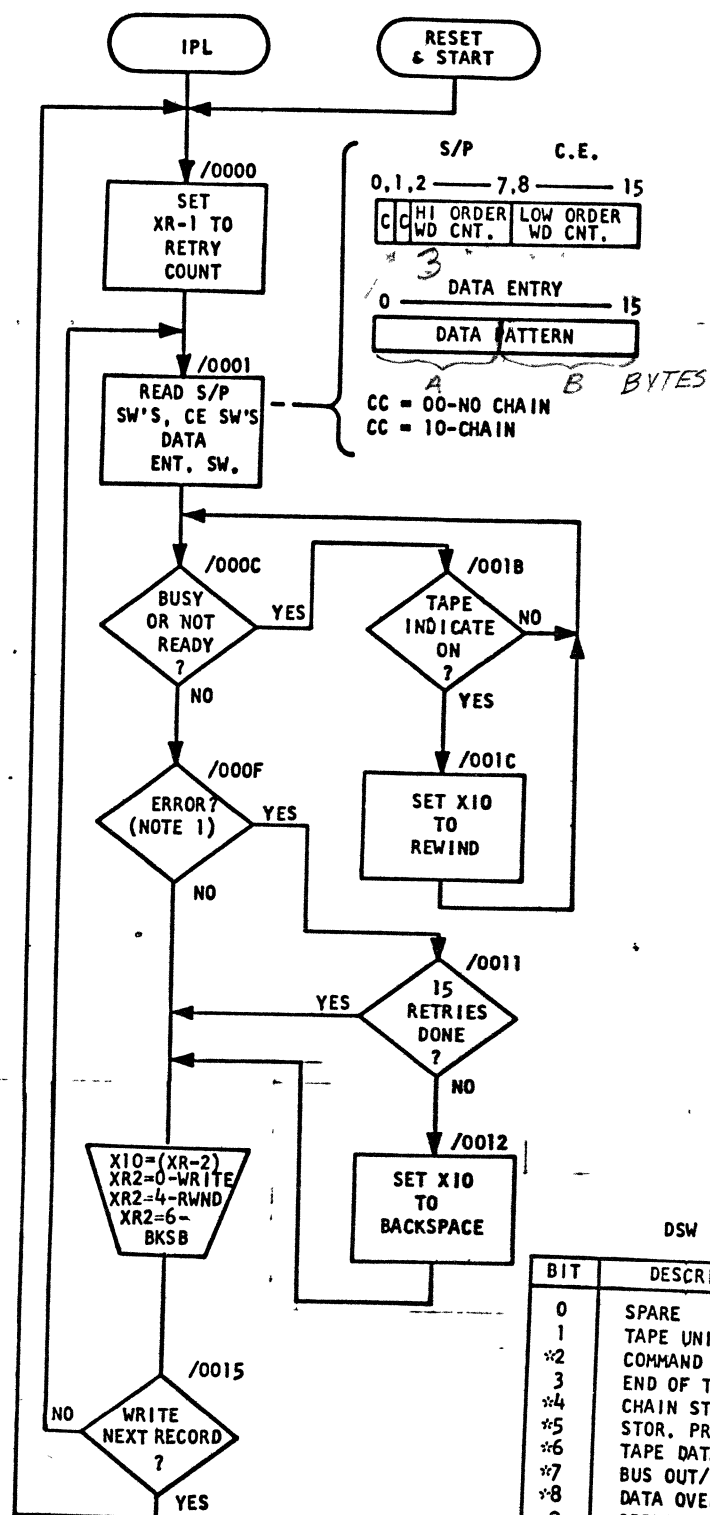 IPL
RESET
& START
/0000
SET
XR-1 TO
RETRY
COUNT
S/P C.E.
0,1,2 7,8 15
C C HI ORDER WD CNT. LOW ORDER WD CNT.
3
DATA ENTRY
0 15
DATA PATTERN
A B BYTES
CC = 00-NO CHAIN
CC = 10-CHAIN
/0001
READ S/P
SW'S, CE SW'S
DATA
ENT. SW.
/000C
BUSY
OR NOT
READY
?
YES
NO
/001B
TAPE
INDICATE
ON
?
NO
YES
/001C
SET XIO
TO
REWIND
/000F
ERROR?
(NOTE 1)
YES
NO
/0011
15
RETRIES
DONE
?
YES
NO
/0012
SET XIO
TO
BACKSPACE
XIO=(XR-2)
XR2=0-WRITE
XR2=4-RWND
XR2=6-
BKSB
/0015
WRITE
NEXT RECORD
?
NO
YES
DSW
BIT DESCRI
0 SPARE
1 TAPE UNI
*2 COMMAND
3 END OF T
*4 CHAIN ST
*5 STOR. PR
*6 TAPE DAT
*7 BUS OUT/
*8 DATA OVE